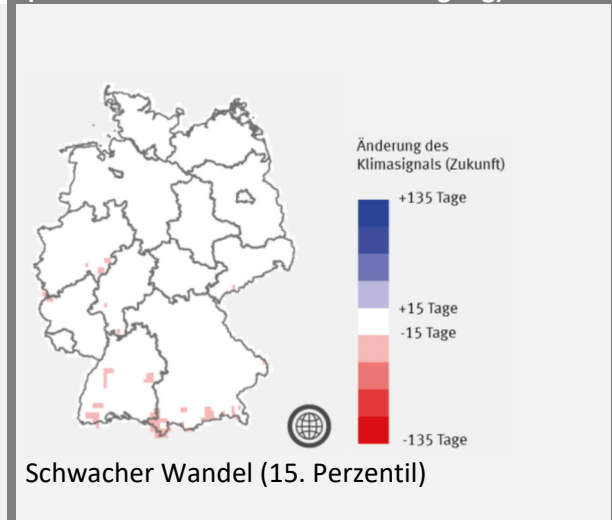 Änderung des
Klimasignals (Zukunft)
+135 Tage
+15 Tage
-15 Tage
-135 Tage
Schwacher Wandel (15. Perzentil)